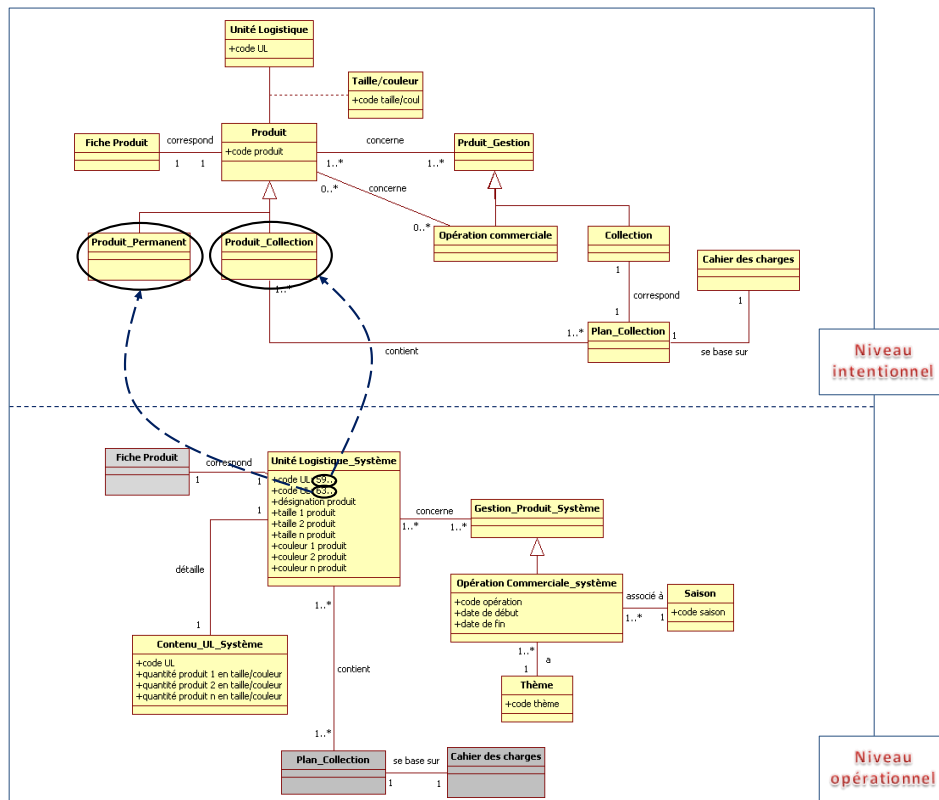 Unité Logistique
+code UL
Taille/couleur
+code taille/coul
Fiche Produit
correspond
1
1
Produit
+code produit
concerne
1..*
1..*
Prduit_Gestion
0..*
concerne
0..*
Produit_Permanent
Produit_Collection
Opération commerciale
Collection
Cahier des charges
1..*
1
correspond
1
1
1..*
Plan_Collection
1
contient
se base sur
Niveau
intentionnel
Fiche Produit
correspond
1
1
Unité Logistique_Système
+code UL 59..
+code UL 63..
+désignation produit
+taille 1 produit
+taille 2 produit
+taille n produit
+couleur 1 produit
+couleur 2 produit
+couleur n produit
concerne
1..*
1..*
Gestion_Produit_Système
1
détaille
1
Opération Commerciale_système
+code opération
+date de début
+date de fin
associé à
1..*
1
Saison
+code saison
1..*
a
1
Thème
+code thème
Contenu_UL_Système
+code UL
+quantité produit 1 en taille/couleur
+quantité produit 2 en taille/couleur
+quantité produit n en taille/couleur
1..*
contient
1..*
Plan_Collection
se base sur
1
1
Cahier des charges
Niveau
opérationnel